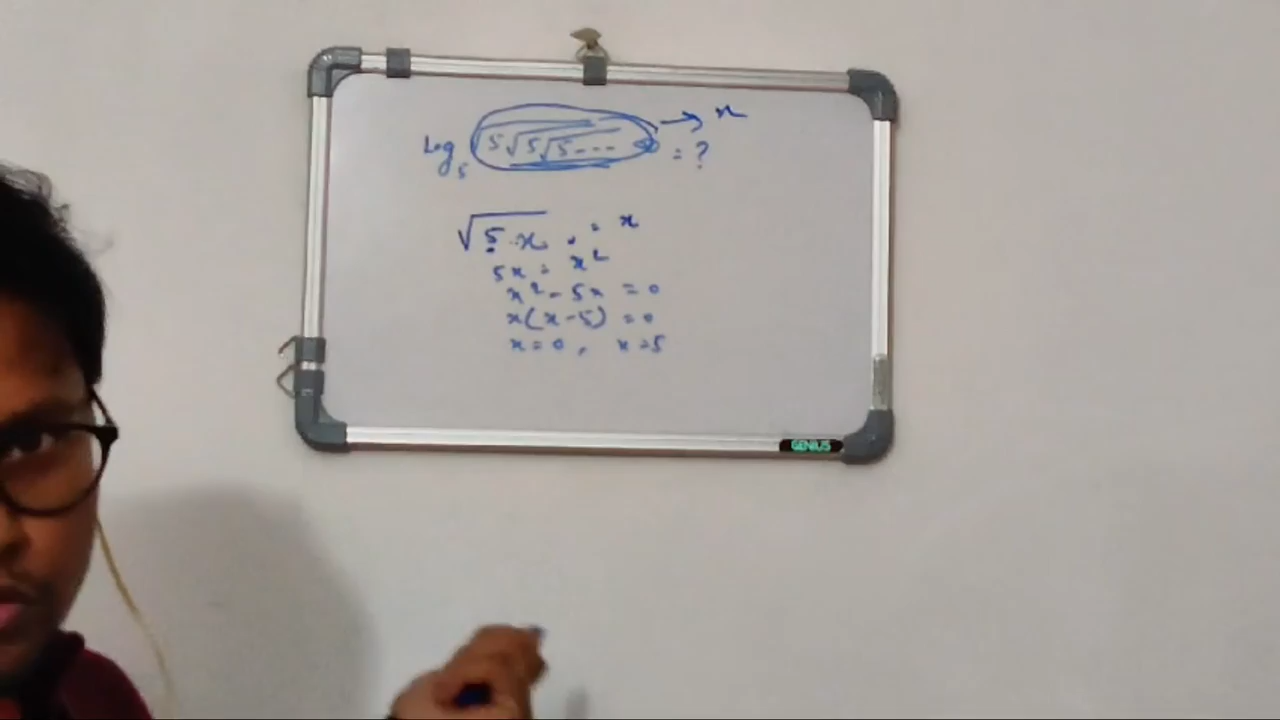 log₅ √5√5√5---∞ → x
= ?
√5·x = x
5x = x²
x² - 5x = 0
x(x-5) = 0
x = 0, x = 5
GENIUS